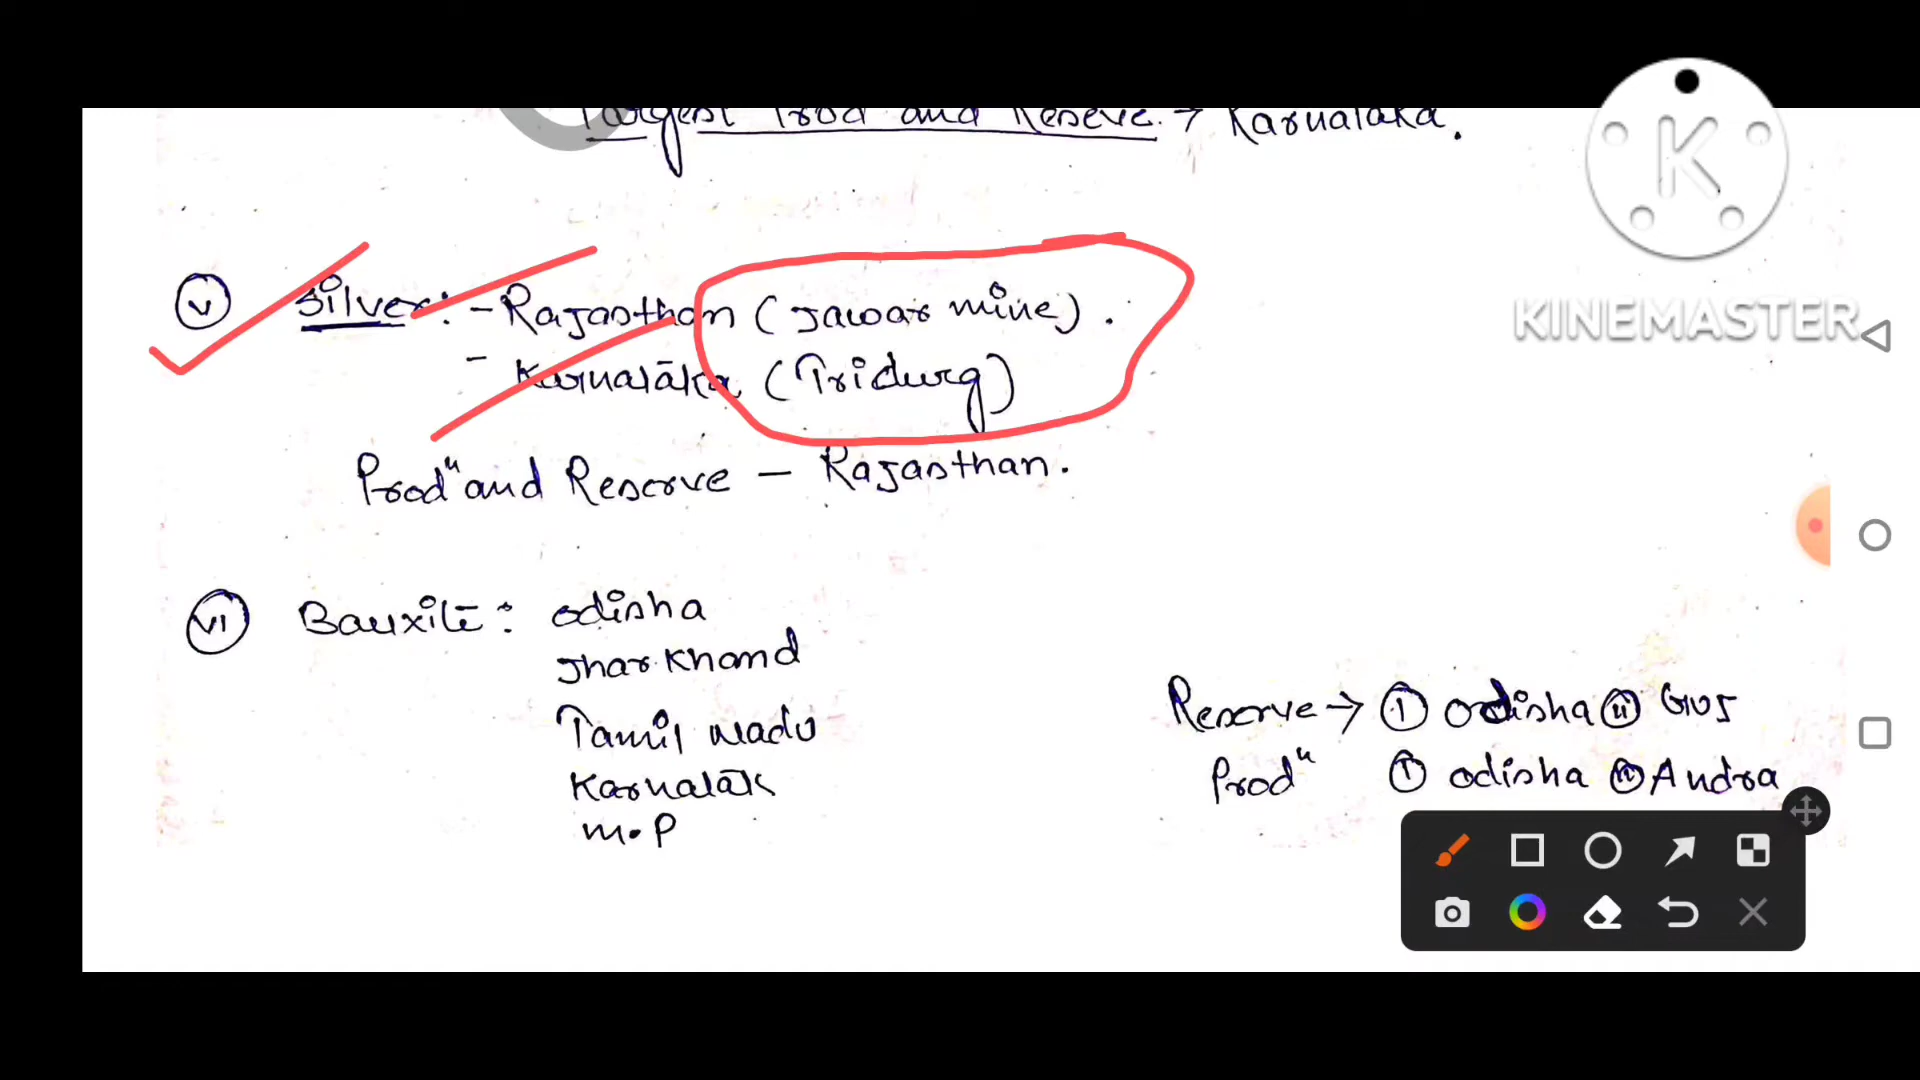 Largest Prod and Reseve. → Karnataka.
KINEMASTER
(v) Silver: - Rajasthan (Jawar mine).
- Karnataka (Tridurg)
Prodⁿ and Reserve - Rajasthan.
(vi) Bauxite: odisha
Jharkhand
Tamil Nadu
Karnatak
M.P
Reserve → (i) Odisha (ii) Guj
Prodⁿ (i) odisha (ii) Andra